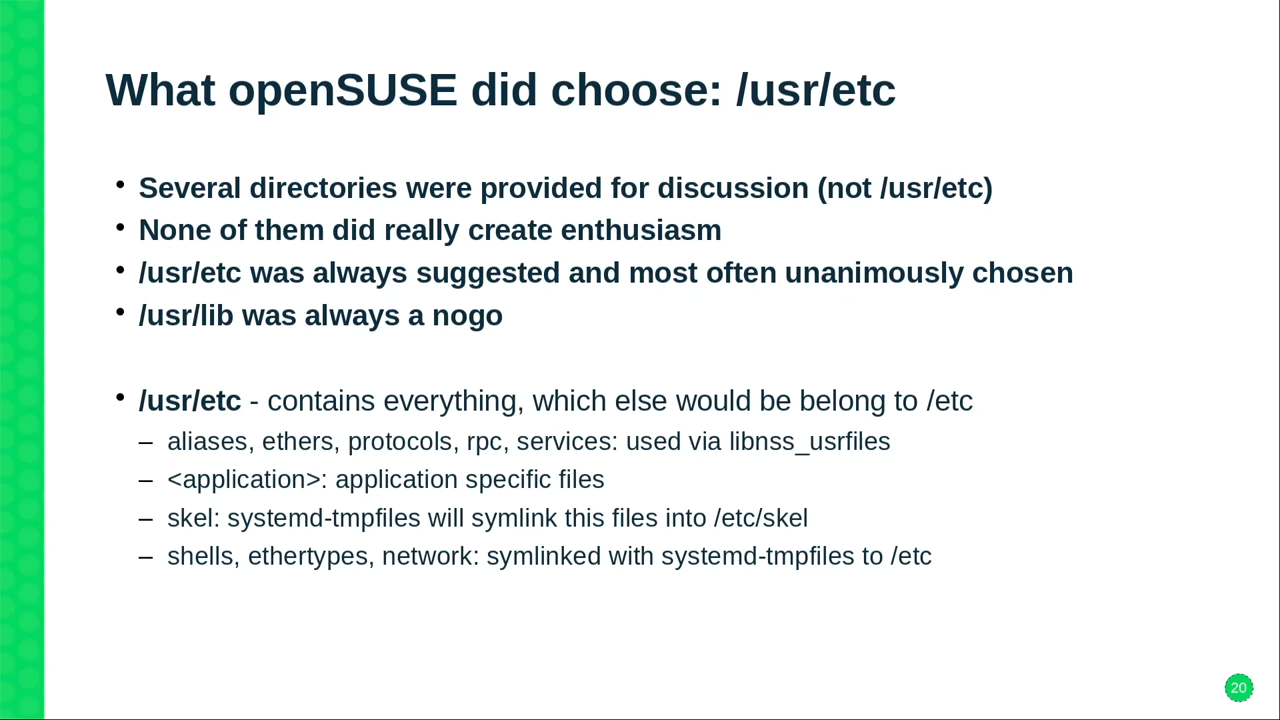 What openSUSE did choose: /usr/etc
• Several directories were provided for discussion (not /usr/etc)
• None of them did really create enthusiasm
• /usr/etc was always suggested and most often unanimously chosen
• /usr/lib was always a nogo
• /usr/etc - contains everything, which else would be belong to /etc
– aliases, ethers, protocols, rpc, services: used via libnss_usrfiles
– <application>: application specific files
– skel: systemd-tmpfiles will symlink this files into /etc/skel
– shells, ethertypes, network: symlinked with systemd-tmpfiles to /etc
20